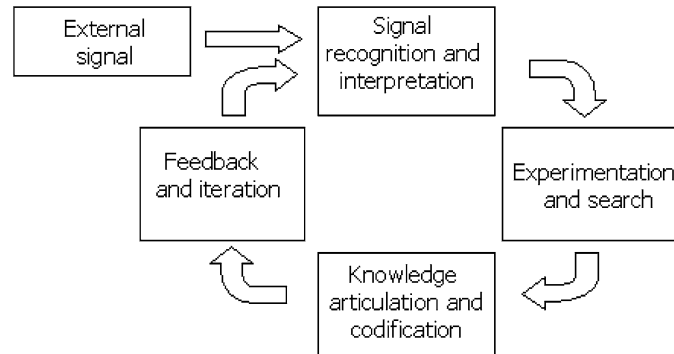 External
signal
Signal
recognition and
interpretation
Feedback
and iteration
Experimentation
and search
Knowledge
articulation and
codification